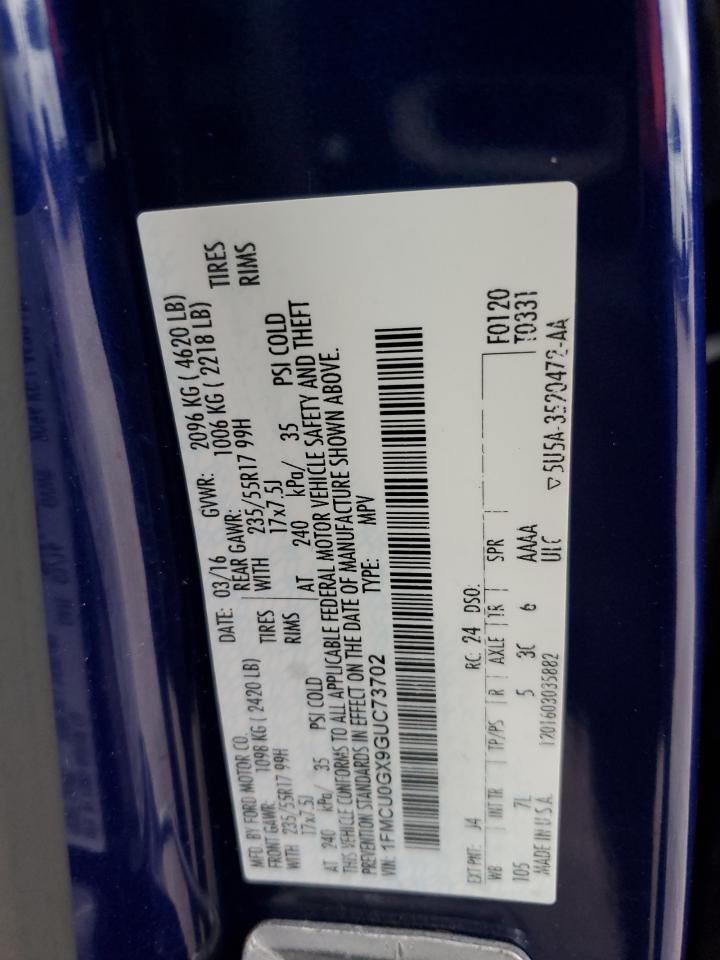 MFD. BY FORD MOTOR CO.
DATE: 03/16 GVWR: 2096 KG ( 4620 LB)
FRONT GAWR: 1098 KG ( 2420 LB) REAR GAWR: 1006 KG ( 2218 LB)
WITH 235/55R17 99H TIRES WITH 235/55R17 99H TIRES
17x7.5J RIMS 17x7.5J RIMS
AT 240 kPa/ 35 PSI COLD AT 240 kPa/ 35 PSI COLD
THIS VEHICLE CONFORMS TO ALL APPLICABLE FEDERAL MOTOR VEHICLE SAFETY AND THEFT
PREVENTION STANDARDS IN EFFECT ON THE DATE OF MANUFACTURE SHOWN ABOVE.
VIN: 1FMCU0GX9GUC73702 TYPE: MPV
EXT PNT: J4 RC: 24 DSO:
WB INT TR TP/PS R AXLE TR SPR F0120
105 7L 5 3C 6 AAAA T0331
MADE IN U.S.A. 1201603035882 UIC 5U5A-3520472-AA